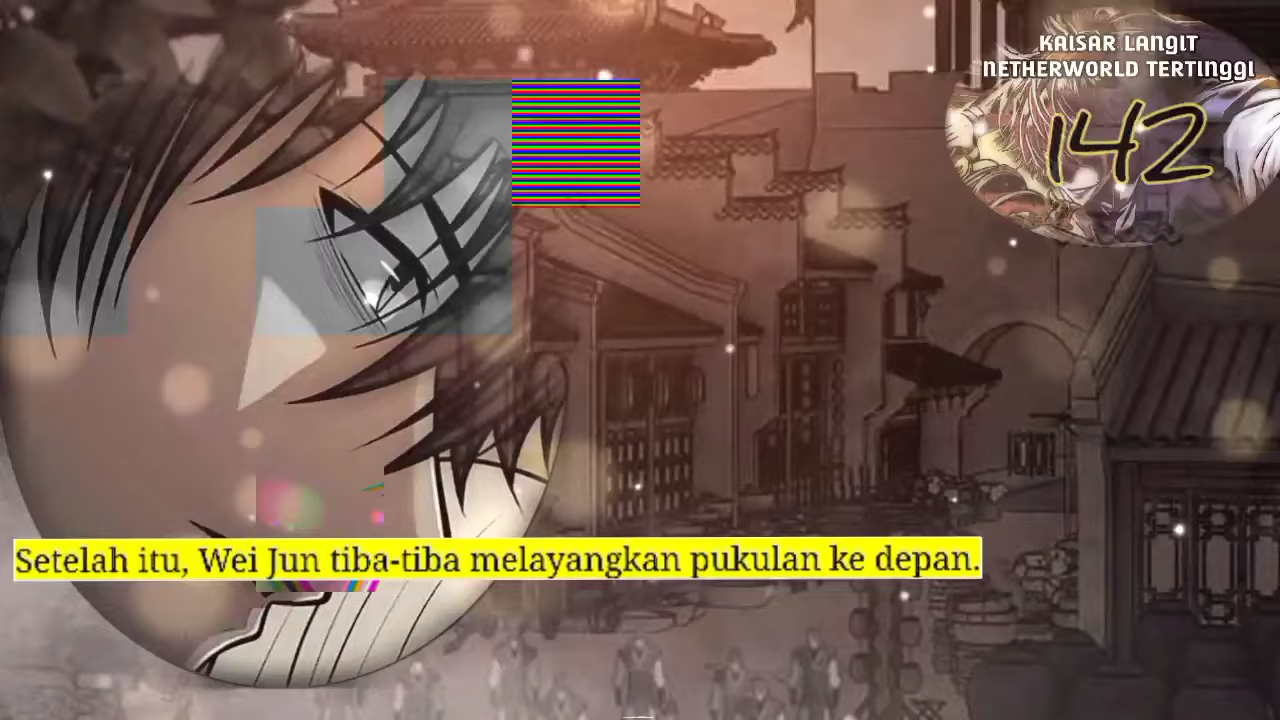 KAISAR LANGIT
NETHERWORLD TERTINGGI
142
Setelah itu, Wei Jun tiba-tiba melayangkan pukulan ke depan.